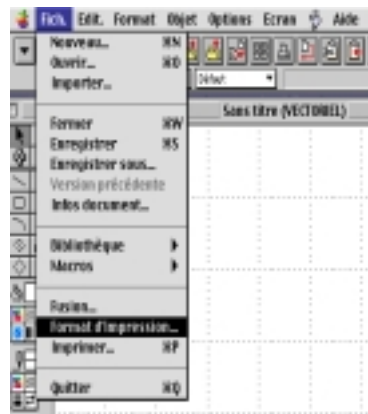 Fich. Edit. Format Objet Options Ecran Aide
Nouveau... ⌘N
Ouvrir... ⌘O
Importer...
Défaut
Sans titre (VECTORIEL)
Fermer ⌘W
Enregistrer ⌘S
Enregistrer sous...
Version précédente
Infos document...
Bibliothèque
Macros
Fusion...
Format d'impression...
Imprimer... ⌘P
Quitter ⌘Q